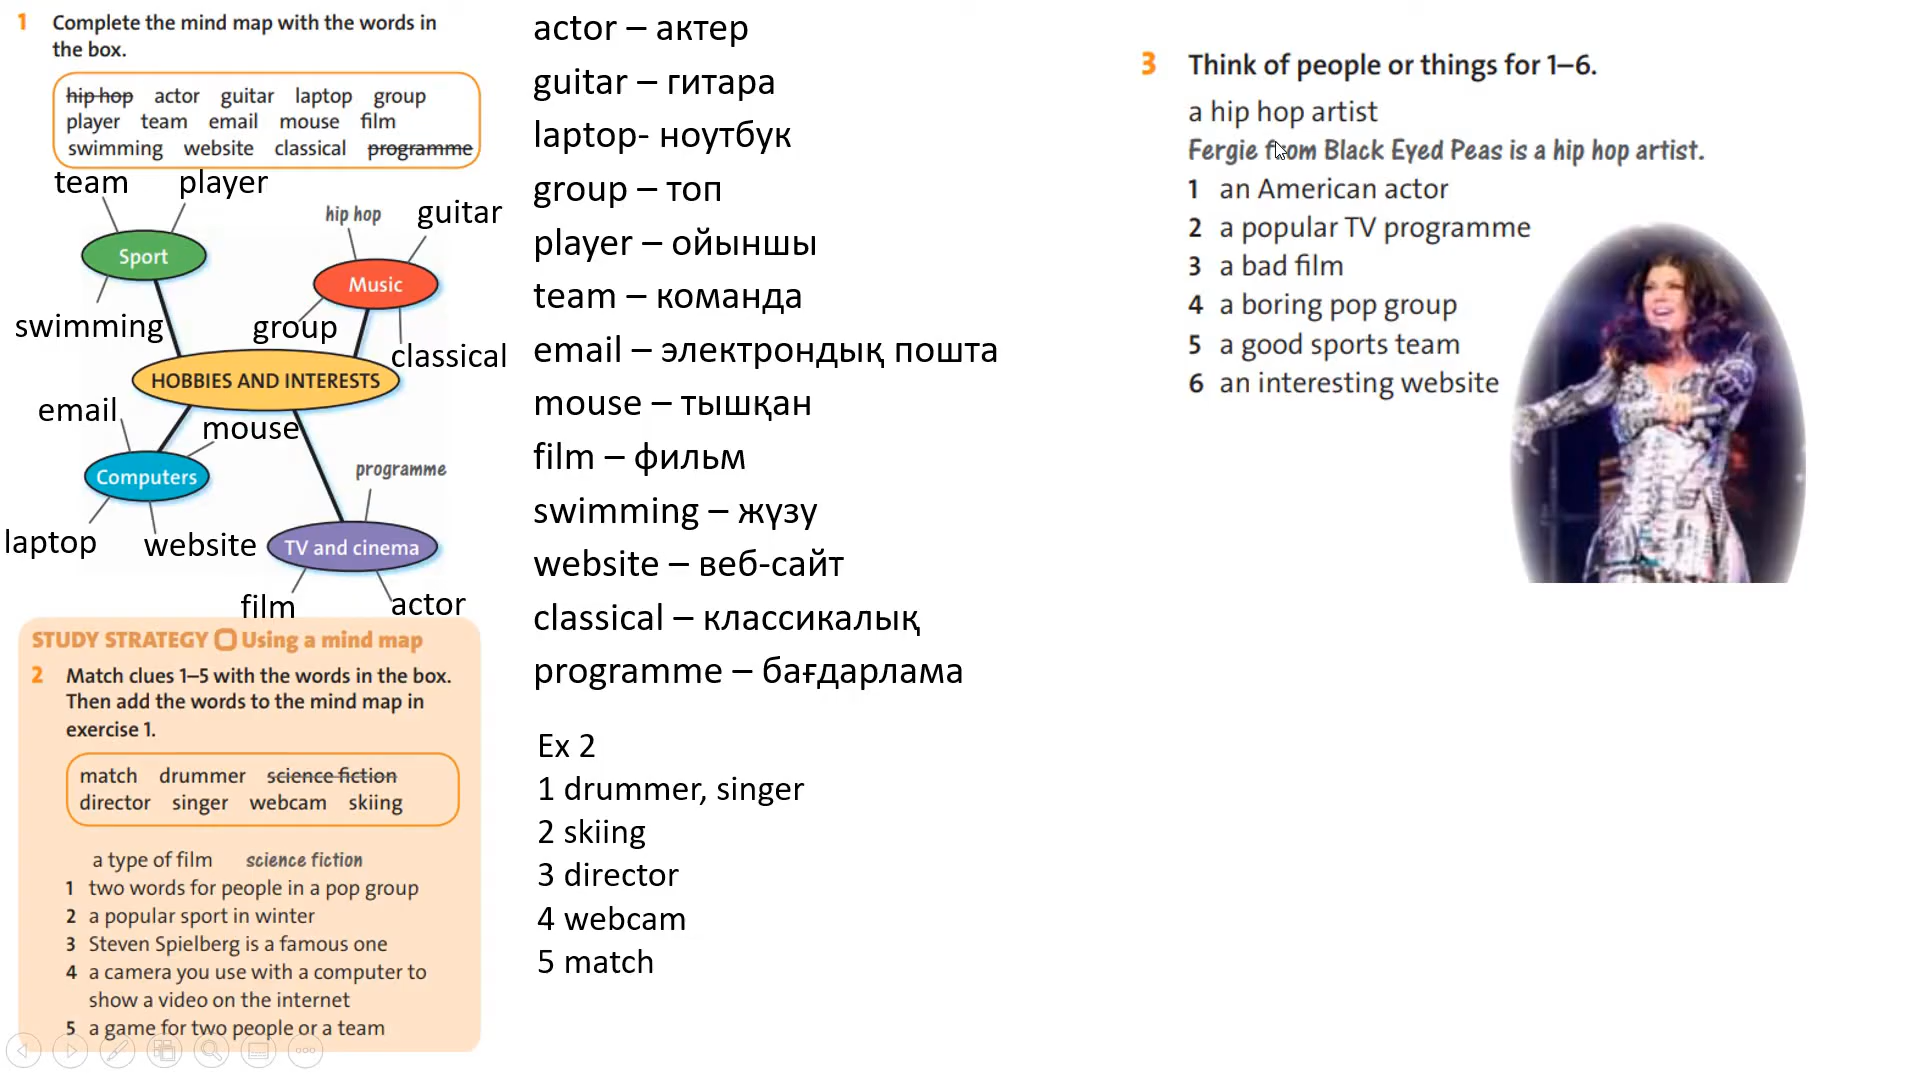 1 Complete the mind map with the words in
the box.
hip hop actor guitar laptop group
player team email mouse film
swimming website classical programme
team player
hip hop guitar
Sport
Music
swimming group
classical
HOBBIES AND INTERESTS
email
mouse
programme
Computers
laptop website TV and cinema
film actor
STUDY STRATEGY Using a mind map
2 Match clues 1–5 with the words in the box.
Then add the words to the mind map in
exercise 1.
match drummer science fiction
director singer webcam skiing
a type of film science fiction
1 two words for people in a pop group
2 a popular sport in winter
3 Steven Spielberg is a famous one
4 a camera you use with a computer to
show a video on the internet
5 a game for two people or a team
actor – актер
guitar – гитара
laptop- ноутбук
group – топ
player – ойыншы
team – команда
email – электрондық пошта
mouse – тышқан
film – фильм
swimming – жүзу
website – веб-сайт
classical – классикалық
programme – бағдарлама
Ex 2
1 drummer, singer
2 skiing
3 director
4 webcam
5 match
3 Think of people or things for 1–6.
a hip hop artist
Fergie from Black Eyed Peas is a hip hop artist.
1 an American actor
2 a popular TV programme
3 a bad film
4 a boring pop group
5 a good sports team
6 an interesting website